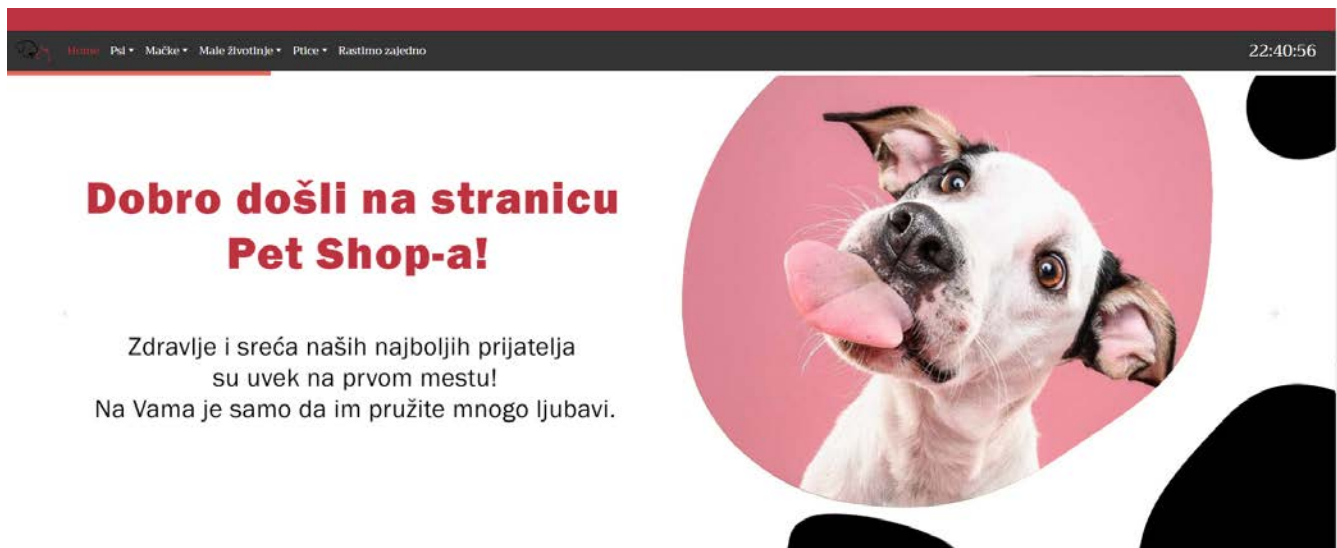 Home Psi Mačke Male životinje Ptice Rastimo zajedno 22:40:56
Dobro došli na stranicu
Pet Shop-a!
Zdravlje i sreća naših najboljih prijatelja
su uvek na prvom mestu!
Na Vama je samo da im pružite mnogo ljubavi.